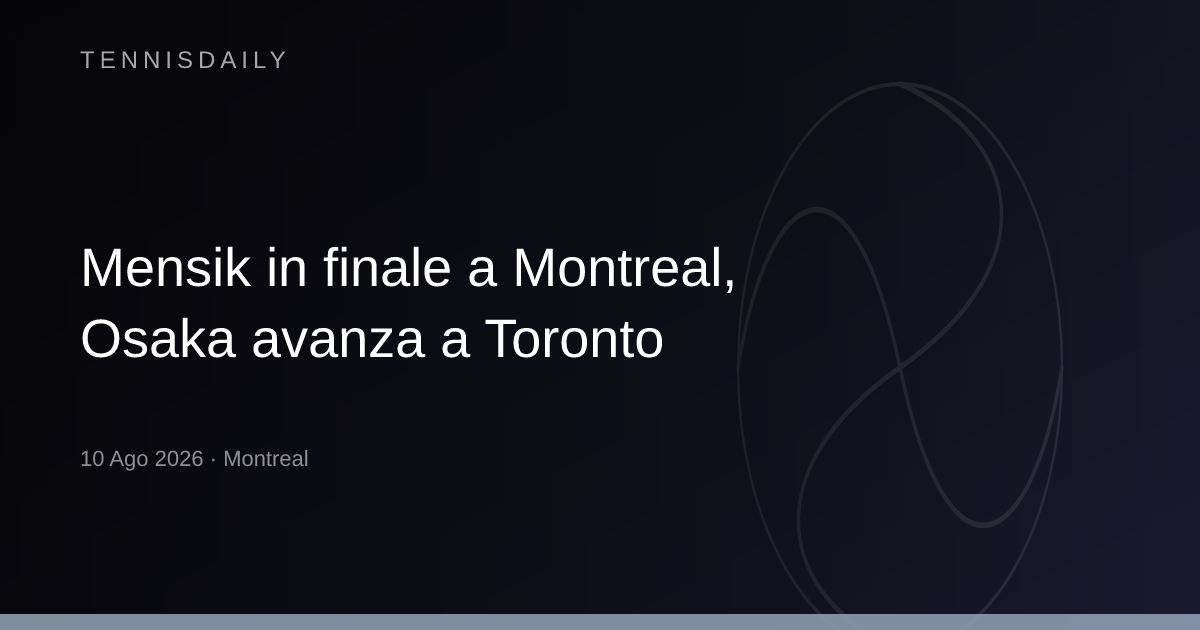 TENNISDAILY
Mensik in finale a Montreal,
Osaka avanza a Toronto
10 Ago 2026 · Montreal